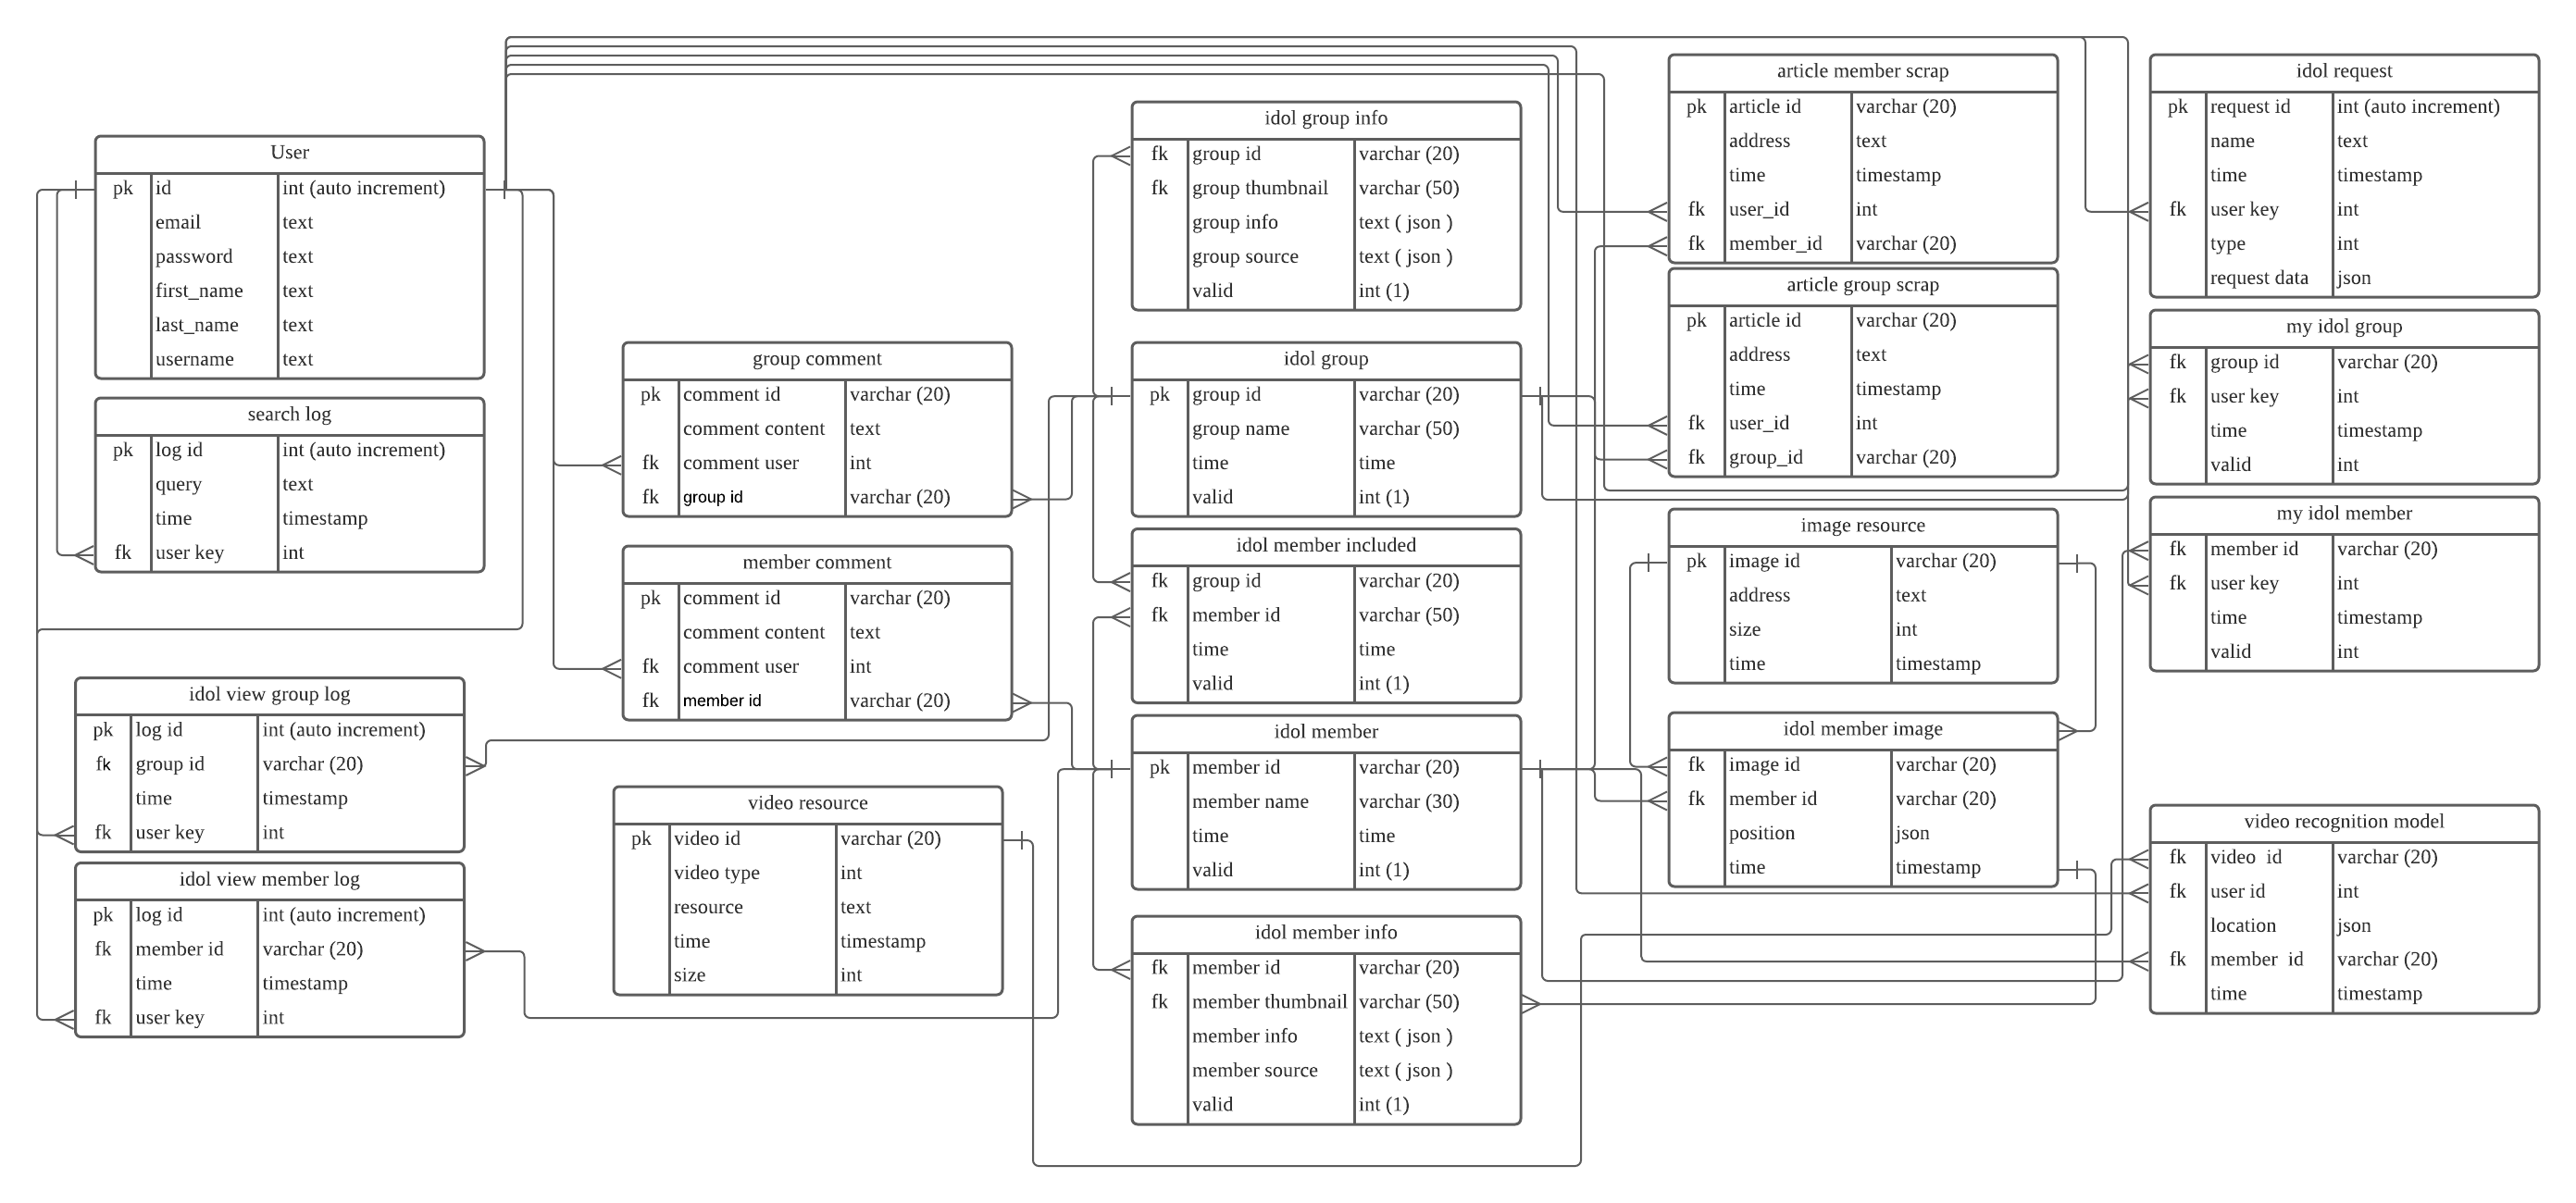 User
pk id int (auto increment)
email text
password text
first_name text
last_name text
username text
search log
pk log id int (auto increment)
query text
time timestamp
fk user key int
idol view group log
pk log id int (auto increment)
fk group id varchar (20)
time timestamp
fk user key int
idol view member log
pk log id int (auto increment)
fk member id varchar (20)
time timestamp
fk user key int
group comment
pk comment id varchar (20)
comment content text
fk comment user int
fk group id varchar (20)
member comment
pk comment id varchar (20)
comment content text
fk comment user int
fk member id varchar (20)
video resource
pk video id varchar (20)
video type int
resource text
time timestamp
size int
idol group info
fk group id varchar (20)
fk group thumbnail varchar (50)
group info text ( json )
group source text ( json )
valid int (1)
idol group
pk group id varchar (20)
group name varchar (50)
time time
valid int (1)
idol member included
fk group id varchar (20)
fk member id varchar (50)
time time
valid int (1)
idol member
pk member id varchar (20)
member name varchar (30)
time time
valid int (1)
idol member info
fk member id varchar (20)
fk member thumbnail varchar (50)
member info text ( json )
member source text ( json )
valid int (1)
article member scrap
pk article id varchar (20)
address text
time timestamp
fk user_id int
fk member_id varchar (20)
article group scrap
pk article id varchar (20)
address text
time timestamp
fk user_id int
fk group_id varchar (20)
image resource
pk image id varchar (20)
address text
size int
time timestamp
idol member image
fk image id varchar (20)
fk member id varchar (20)
position json
time timestamp
idol request
pk request id int (auto increment)
name text
time timestamp
fk user key int
type int
request data json
my idol group
fk group id varchar (20)
fk user key int
time timestamp
valid int
my idol member
fk member id varchar (20)
fk user key int
time timestamp
valid int
video recognition model
fk video id varchar (20)
fk user id int
location json
fk member id varchar (20)
time timestamp